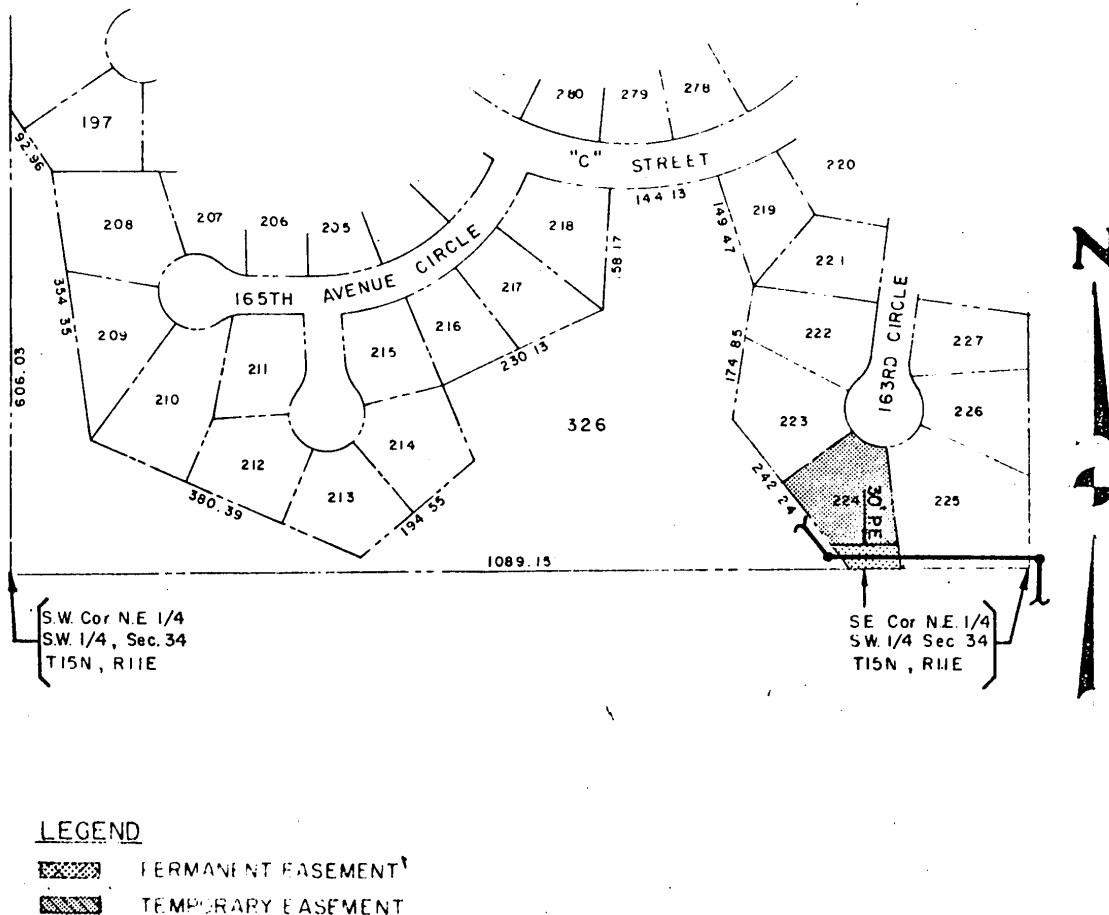 280
279
278
197
"C" STREET
220
92.96
144.13
219
149.47
208
207
206
205
218
221
58.17
165TH AVENUE CIRCLE
217
163RD CIRCLE
354.35
209
216
222
227
215
230.13
174.85
606.03
211
210
226
326
223
214
212
242.24
213
380.39
194.55
224
30' P.E.
225
1089.15
N
S.W. Cor N.E. 1/4
S.W. 1/4, Sec. 34
T15N, R11E
SE Cor N.E. 1/4
SW. 1/4 Sec 34
T15N, R11E
LEGEND
PERMANENT EASEMENT
TEMPORARY EASEMENT